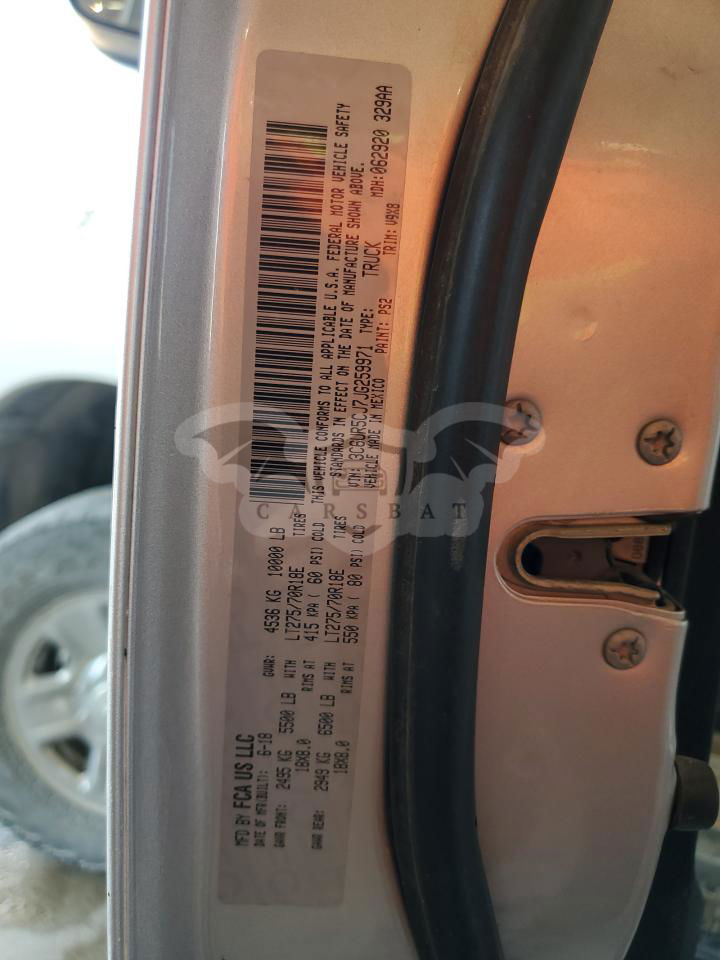 MFD BY FCA US LLC
DATE OF MFR(BUILT): 6-18 GVWR: 4536 KG 10000 LB
GAWR FRONT: 2495 KG 5500 LB WITH LT275/70R18E TIRES
18X8.0 RIMS AT 415 KPA ( 60 PSI) COLD
GAWR REAR: 2949 KG 6500 LB WITH LT275/70R18E TIRES
18X8.0 RIMS AT 550 KPA ( 80 PSI) COLD
THIS VEHICLE CONFORMS TO ALL APPLICABLE U.S.A. FEDERAL MOTOR VEHICLE SAFETY
STANDARDS IN EFFECT ON THE DATE OF MANUFACTURE SHOWN ABOVE.
VIN: 3C6UR5CJ7JG259971 TYPE: TRUCK MDH:062920 329AA
VEHICLE MADE IN MEXICO PAINT: PS2 TRIM: V9X8
CARSBAT